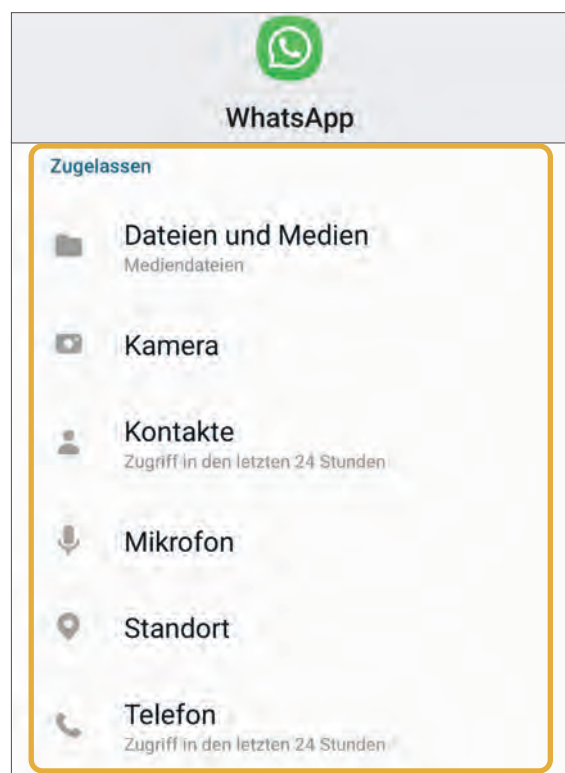 WhatsApp
Zugelassen
Dateien und Medien
Mediendateien
Kamera
Kontakte
Zugriff in den letzten 24 Stunden
Mikrofon
Standort
Telefon
Zugriff in den letzten 24 Stunden